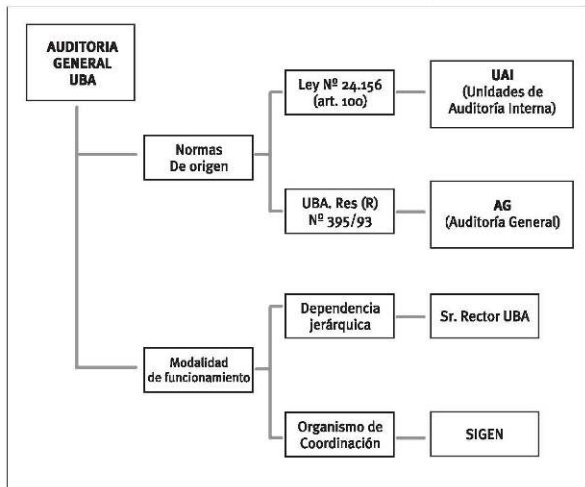 AUDITORIA
GENERAL
UBA
Normas
De origen
Ley Nº 24.156
(art. 100)
UAI
(Unidades de
Auditoría Interna)
UBA. Res (R)
Nº 395/93
AG
(Auditoría General)
Modalidad
de funcionamiento
Dependencia
jerárquica
Sr. Rector UBA
Organismo de
Coordinación
SIGEN